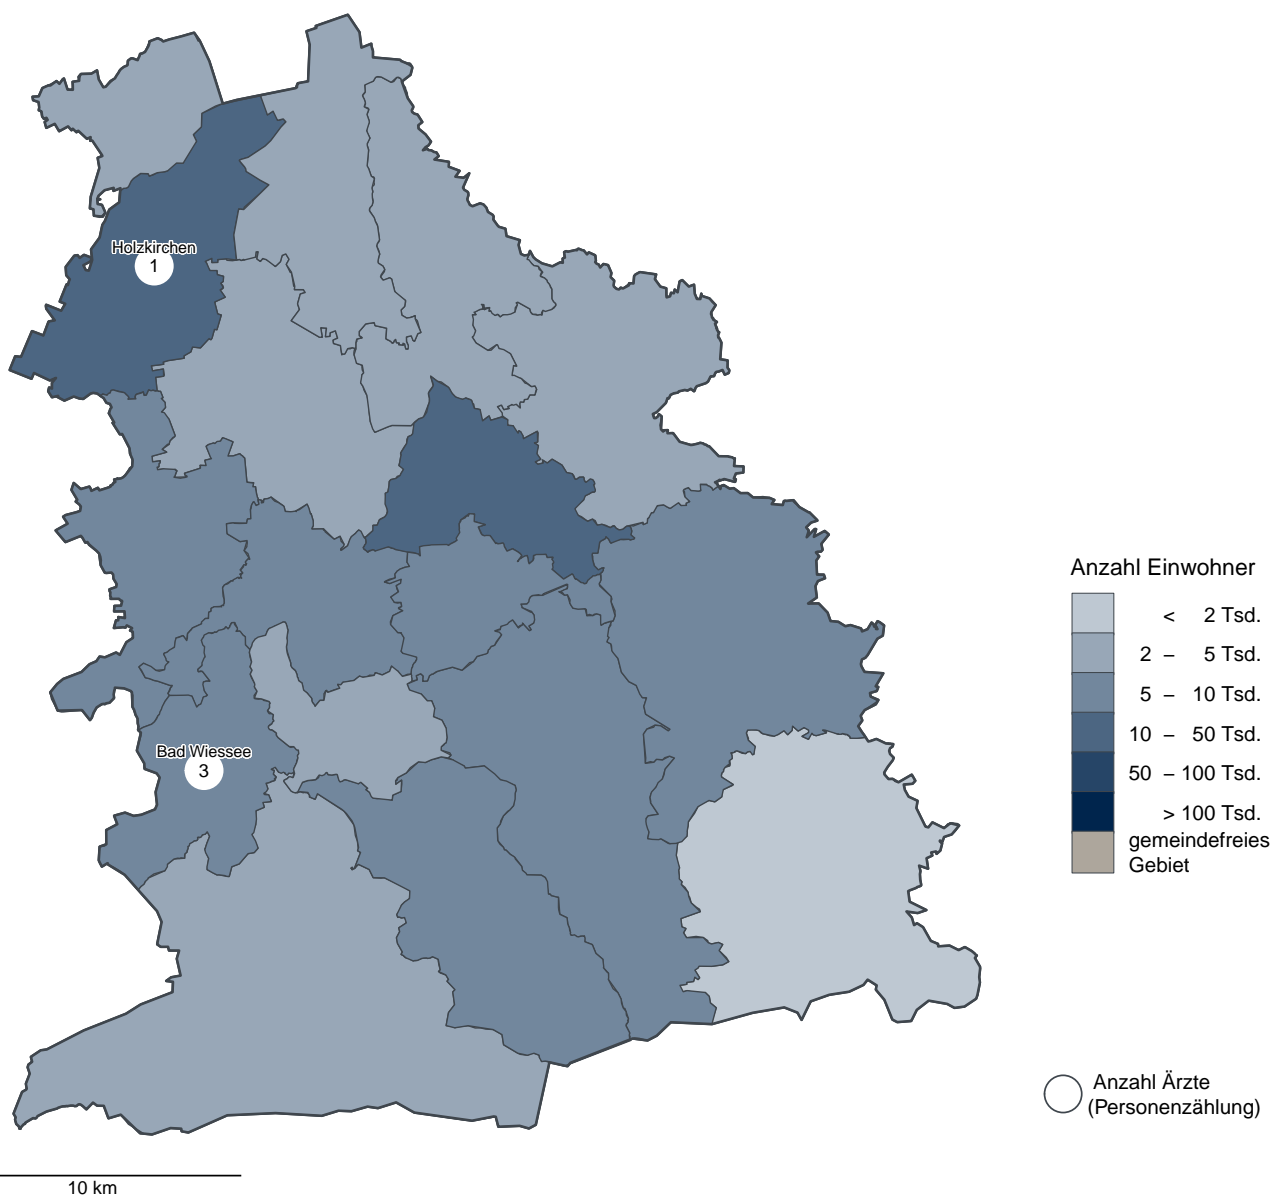 Holzkirchen
1
Bad Wiessee
3
Anzahl Einwohner
< 2 Tsd.
2 – 5 Tsd.
5 – 10 Tsd.
10 – 50 Tsd.
50 – 100 Tsd.
> 100 Tsd.
gemeindefreies
Gebiet
Anzahl Ärzte
(Personenzählung)
10 km